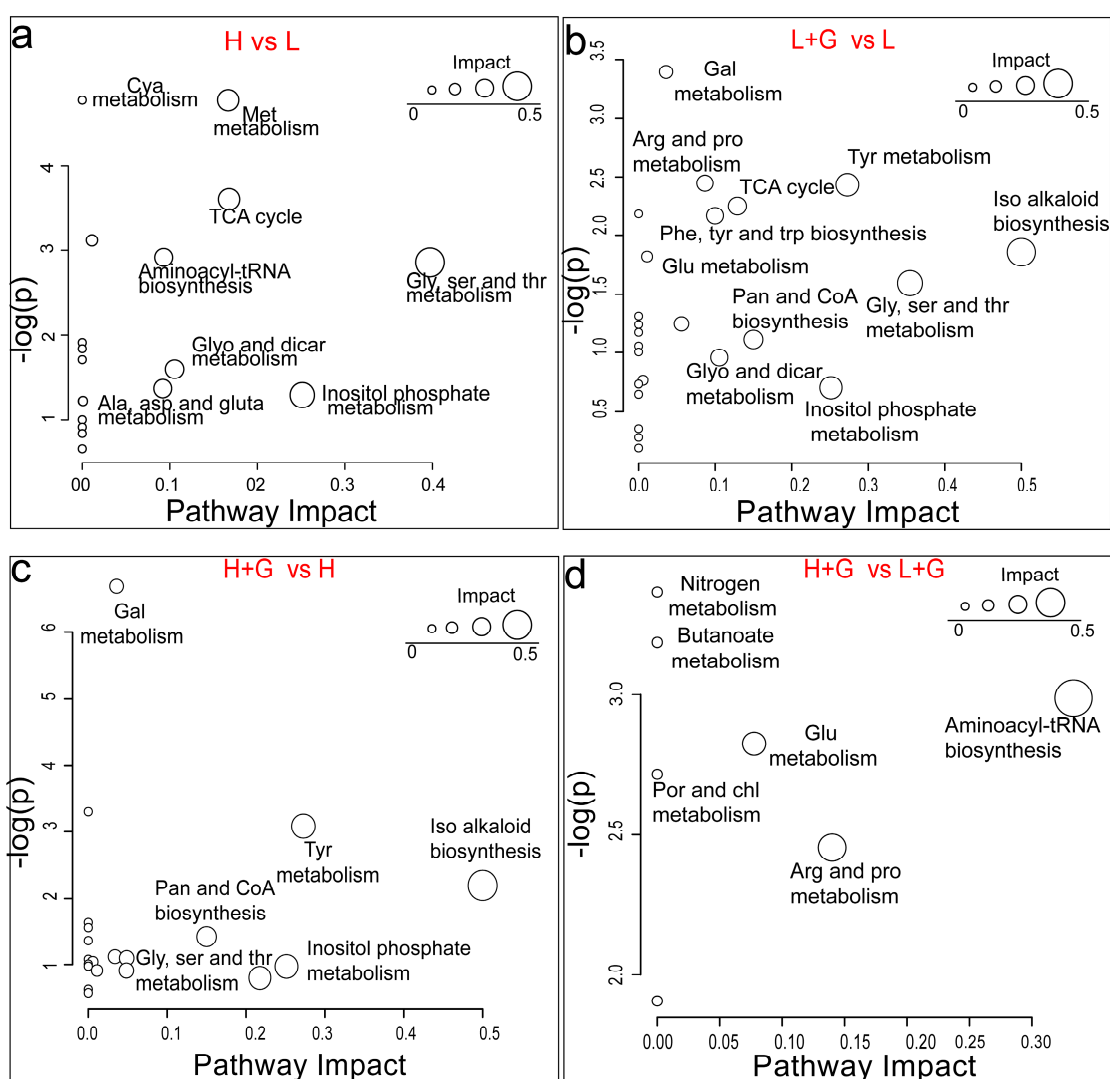 a
H vs L
Impact
0
0.5
Cya
metabolism
Met
metabolism
TCA cycle
Aminoacyl-tRNA
biosynthesis
Gly, ser and thr
metabolism
Glyo and dicar
metabolism
Ala, asp and gluta
metabolism
Inositol phosphate
metabolism
-log(p)
4
3
2
1
00
0.1
02
0.3
0.4
Pathway Impact
b
L+G vs L
Impact
0
0.5
Gal
metabolism
Arg and pro
metabolism
Tyr metabolism
TCA cycle
Iso alkaloid
biosynthesis
Phe, tyr and trp biosynthesis
Glu metabolism
Pan and CoA
biosynthesis
Gly, ser and thr
metabolism
Glyo and dicar
metabolism
Inositol phosphate
metabolism
-log(p)
3.5
3.0
2.5
2.0
1.5
1.0
0.5
0.0
0.1
0.2
0.3
0.4
0.5
Pathway Impact
c
H+G vs H
Impact
0
0.5
Gal
metabolism
Tyr
metabolism
Iso alkaloid
biosynthesis
Pan and CoA
biosynthesis
Gly, ser and thr
metabolism
Inositol phosphate
metabolism
-log(p)
6
5
4
3
2
1
0.0
0.1
0.2
0.3
0.4
0.5
Pathway Impact
d
H+G vs L+G
Impact
0
0.5
Nitrogen
metabolism
Butanoate
metabolism
Aminoacyl-tRNA
biosynthesis
Glu
metabolism
Por and chl
metabolism
Arg and pro
metabolism
-log(p)
3.0
2.5
2.0
0.00
0.05
0.10
0.15
0.20
0.25
0.30
Pathway Impact